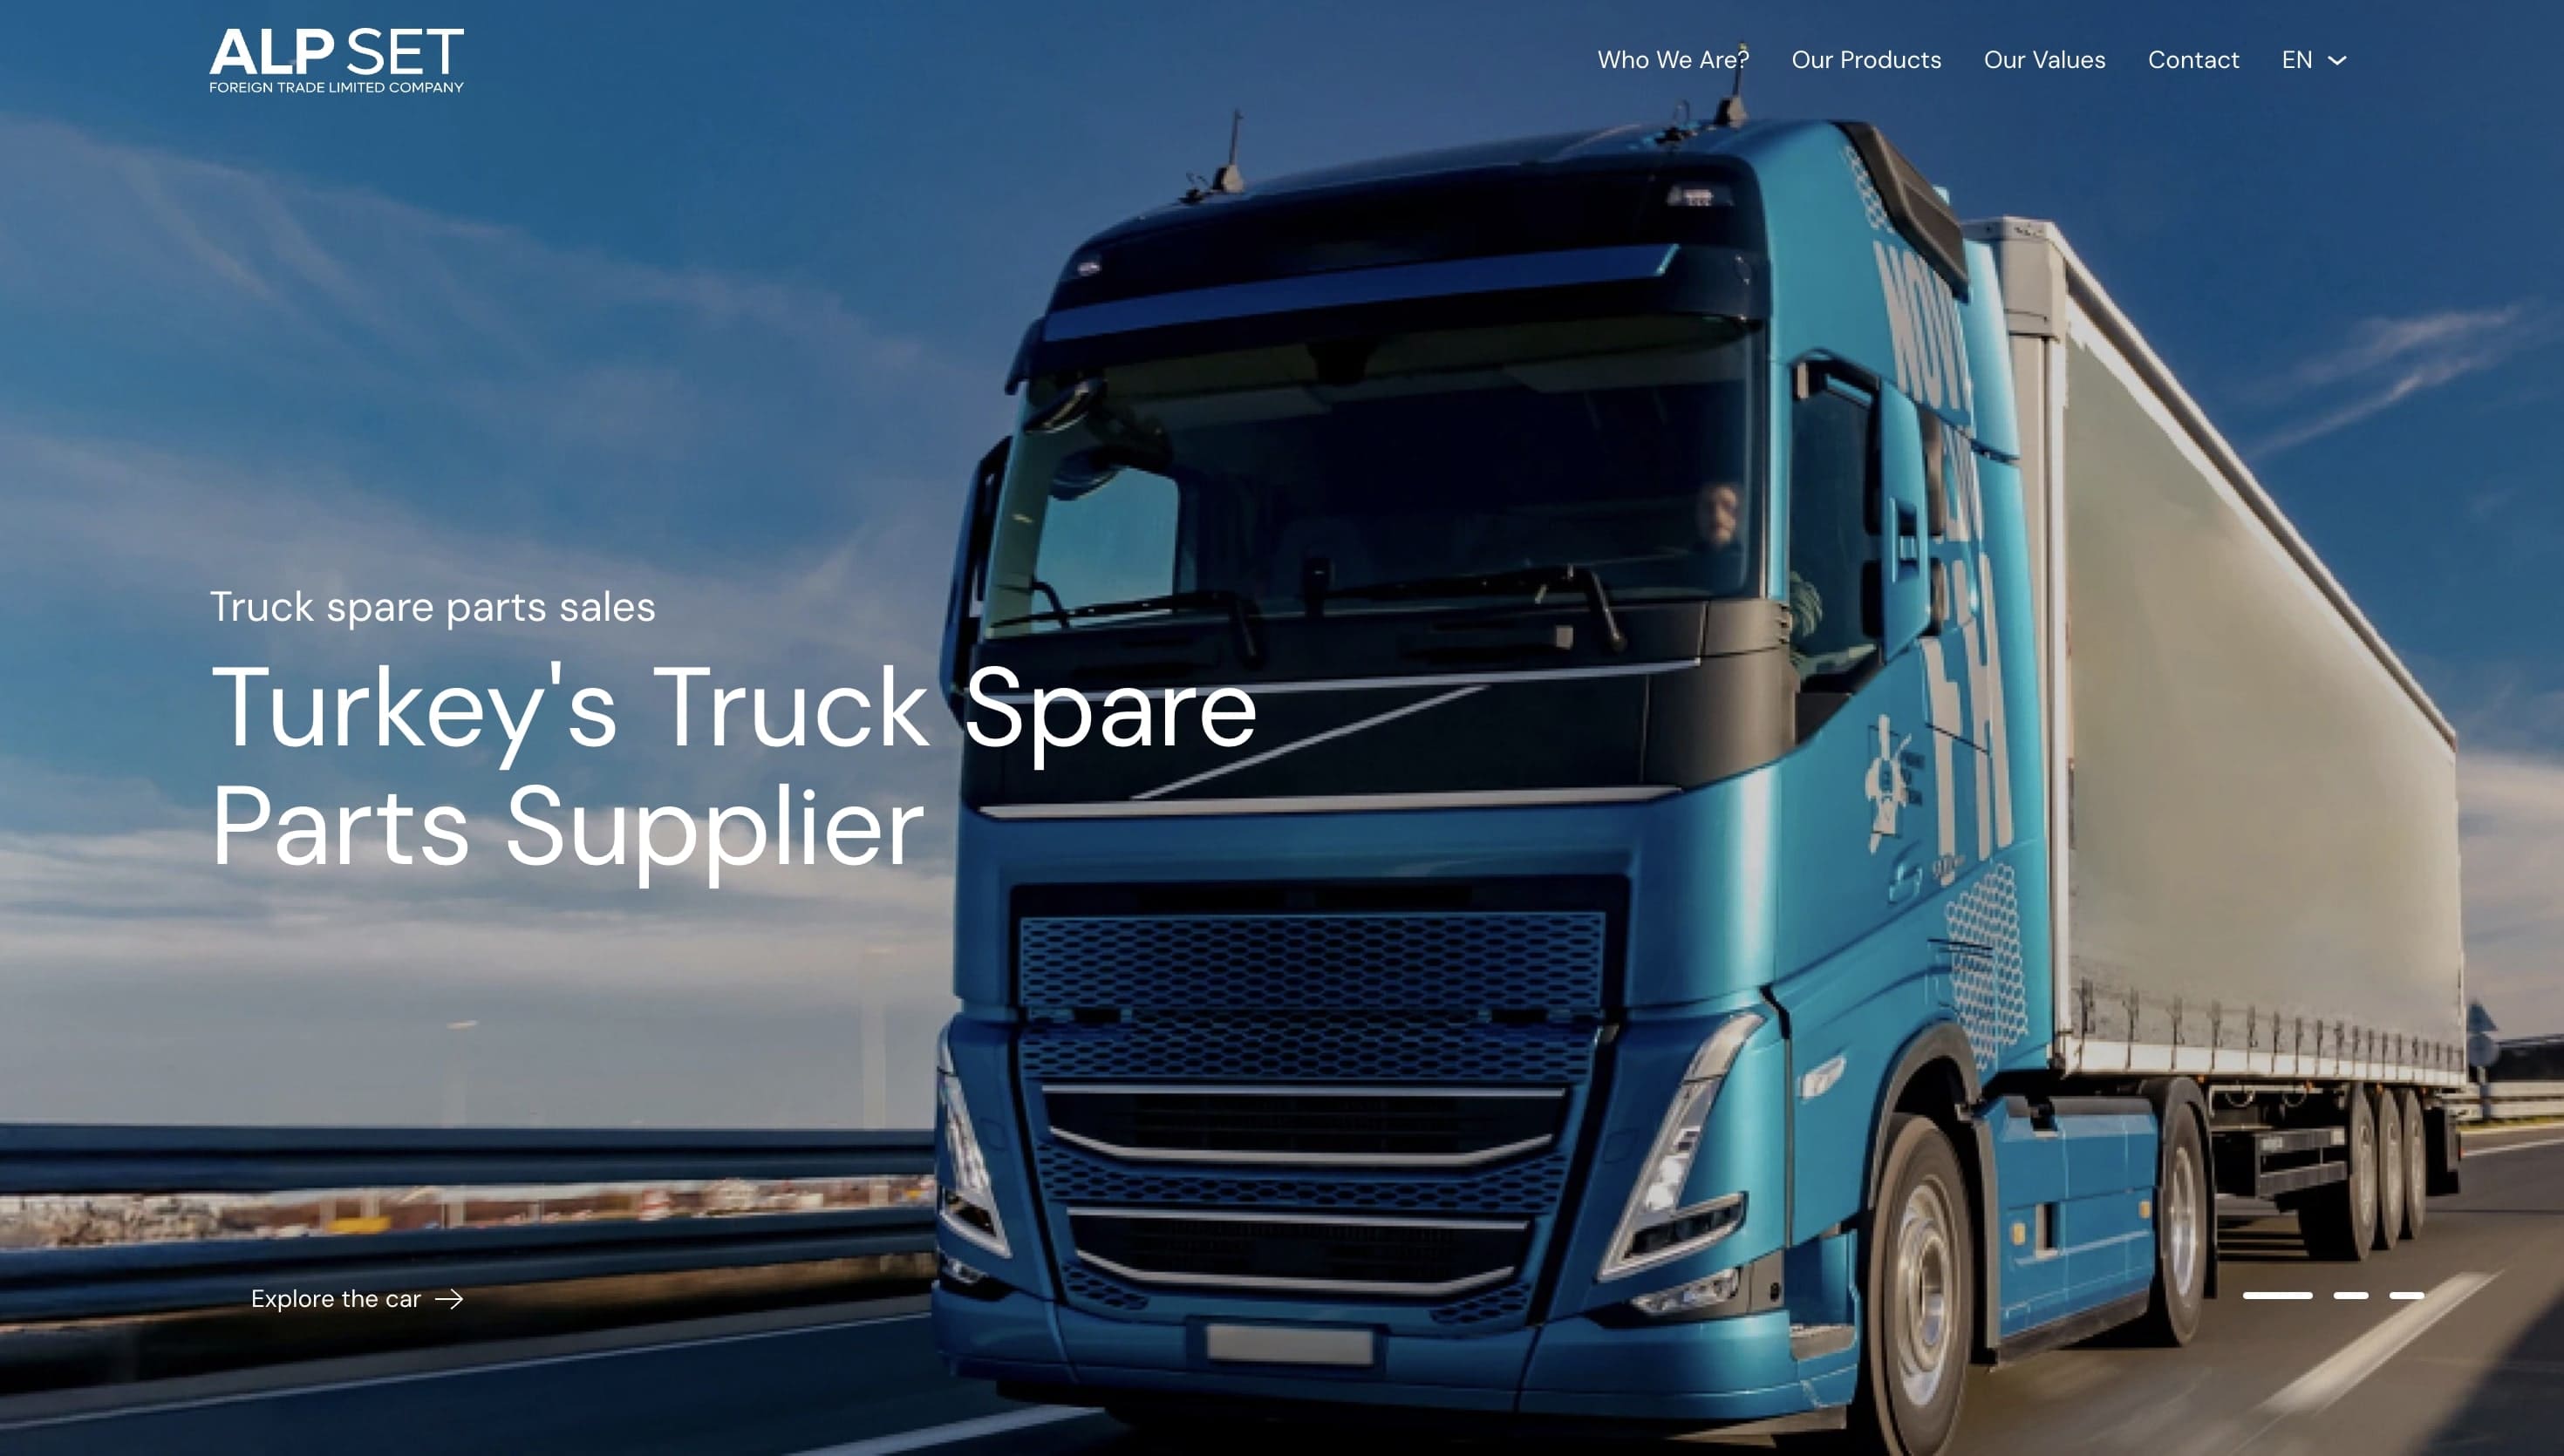 ALP SET
FOREIGN TRADE LIMITED COMPANY
Who We Are?
Our Products
Our Values
Contact
EN
Truck spare parts sales
Turkey's Truck Spare
Parts Supplier
FH
Explore the car